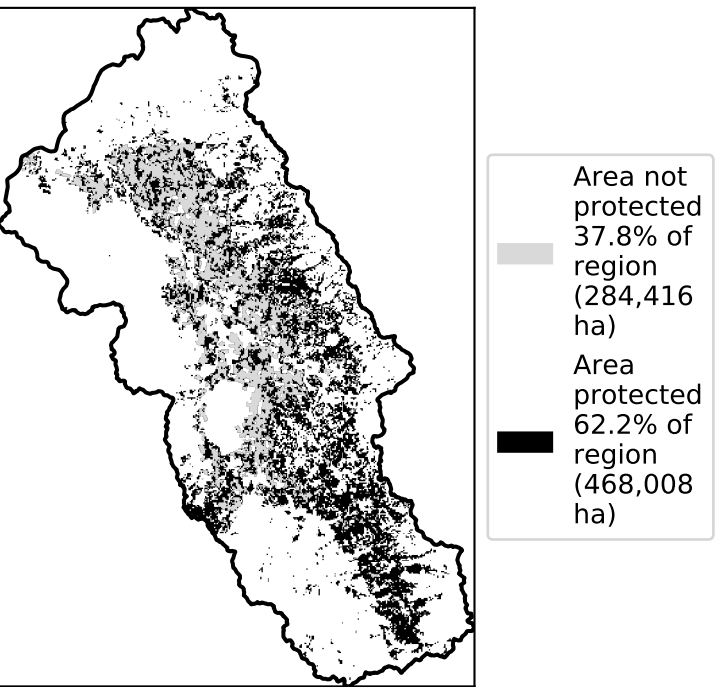 Area not
protected
37.8% of
region
(284,416
ha)
Area
protected
62.2% of
region
(468,008
ha)